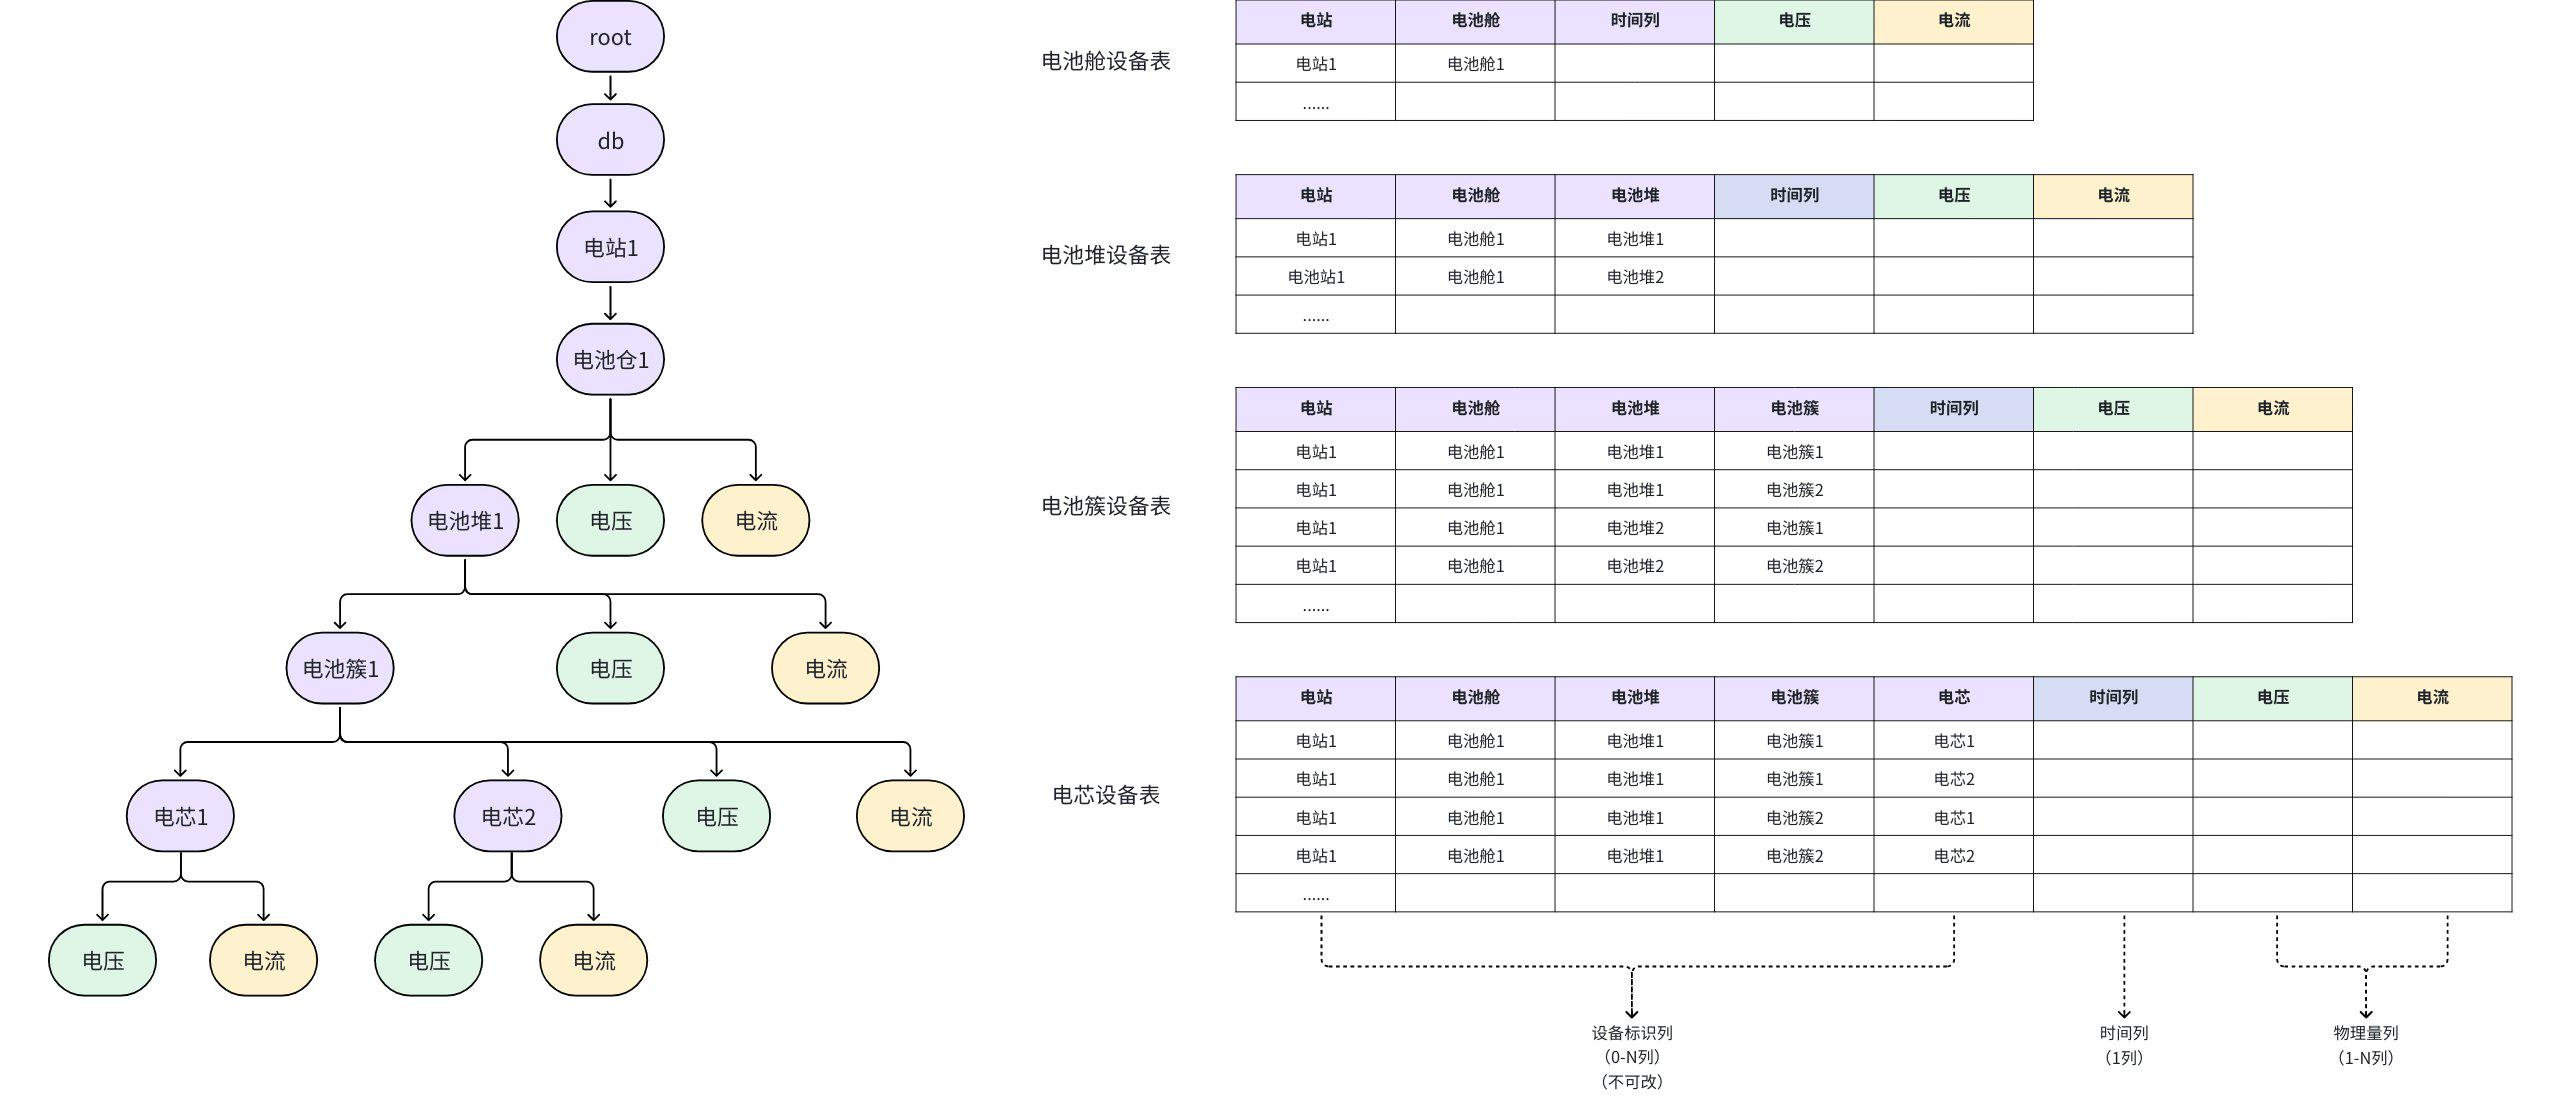 root
db
电站1
电池仓1
电池堆1 电压 电流
电池簇1 电压 电流
电芯1 电芯2 电压 电流
电压 电流 电压 电流
电池舱设备表
电站 电池舱 时间列 电压 电流
电站1 电池舱1
......
电池堆设备表
电站 电池舱 电池堆 时间列 电压 电流
电站1 电池舱1 电池堆1
电池站1 电池舱1 电池堆2
......
电池簇设备表
电站 电池舱 电池堆 电池簇 时间列 电压 电流
电站1 电池舱1 电池堆1 电池簇1
电站1 电池舱1 电池堆1 电池簇2
电站1 电池舱1 电池堆2 电池簇1
电站1 电池舱1 电池堆2 电池簇2
......
电芯设备表
电站 电池舱 电池堆 电池簇 电芯 时间列 电压 电流
电站1 电池舱1 电池堆1 电池簇1 电芯1
电站1 电池舱1 电池堆1 电池簇1 电芯2
电站1 电池舱1 电池堆1 电池簇2 电芯1
电站1 电池舱1 电池堆1 电池簇2 电芯2
......
设备标识列
（0-N列）
（不可改）
时间列
（1列）
物理量列
（1-N列）